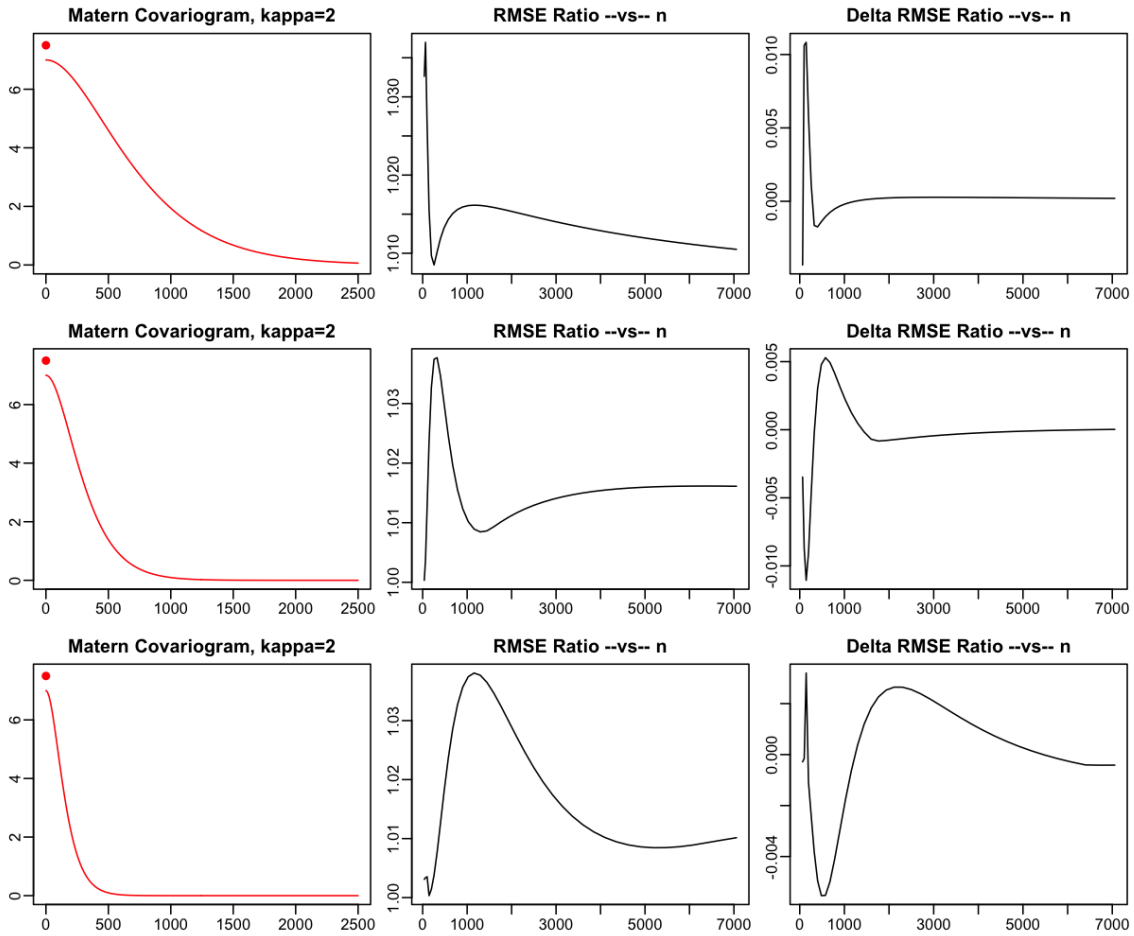 Matern Covariogram, kappa=2
6
4
2
0
0 500 1000 1500 2000 2500
RMSE Ratio --vs-- n
1.030
1.020
1.010
0 1000 3000 5000 7000
Delta RMSE Ratio --vs-- n
0.010
0.005
0.000
0 1000 3000 5000 7000
Matern Covariogram, kappa=2
6
4
2
0
0 500 1000 1500 2000 2500
RMSE Ratio --vs-- n
1.03
1.02
1.01
1.00
0 1000 3000 5000 7000
Delta RMSE Ratio --vs-- n
0.005
0.000
-0.005
-0.010
0 1000 3000 5000 7000
Matern Covariogram, kappa=2
6
4
2
0
0 500 1000 1500 2000 2500
RMSE Ratio --vs-- n
1.03
1.02
1.01
1.00
0 1000 3000 5000 7000
Delta RMSE Ratio --vs-- n
0.000
-0.004
0 1000 3000 5000 7000